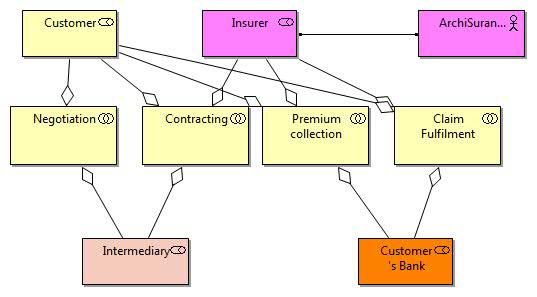 Customer
Insurer
ArchiSuran...
Negotiation
Contracting
Premium
collection
Claim
Fulfilment
Intermediary
Customer
's Bank